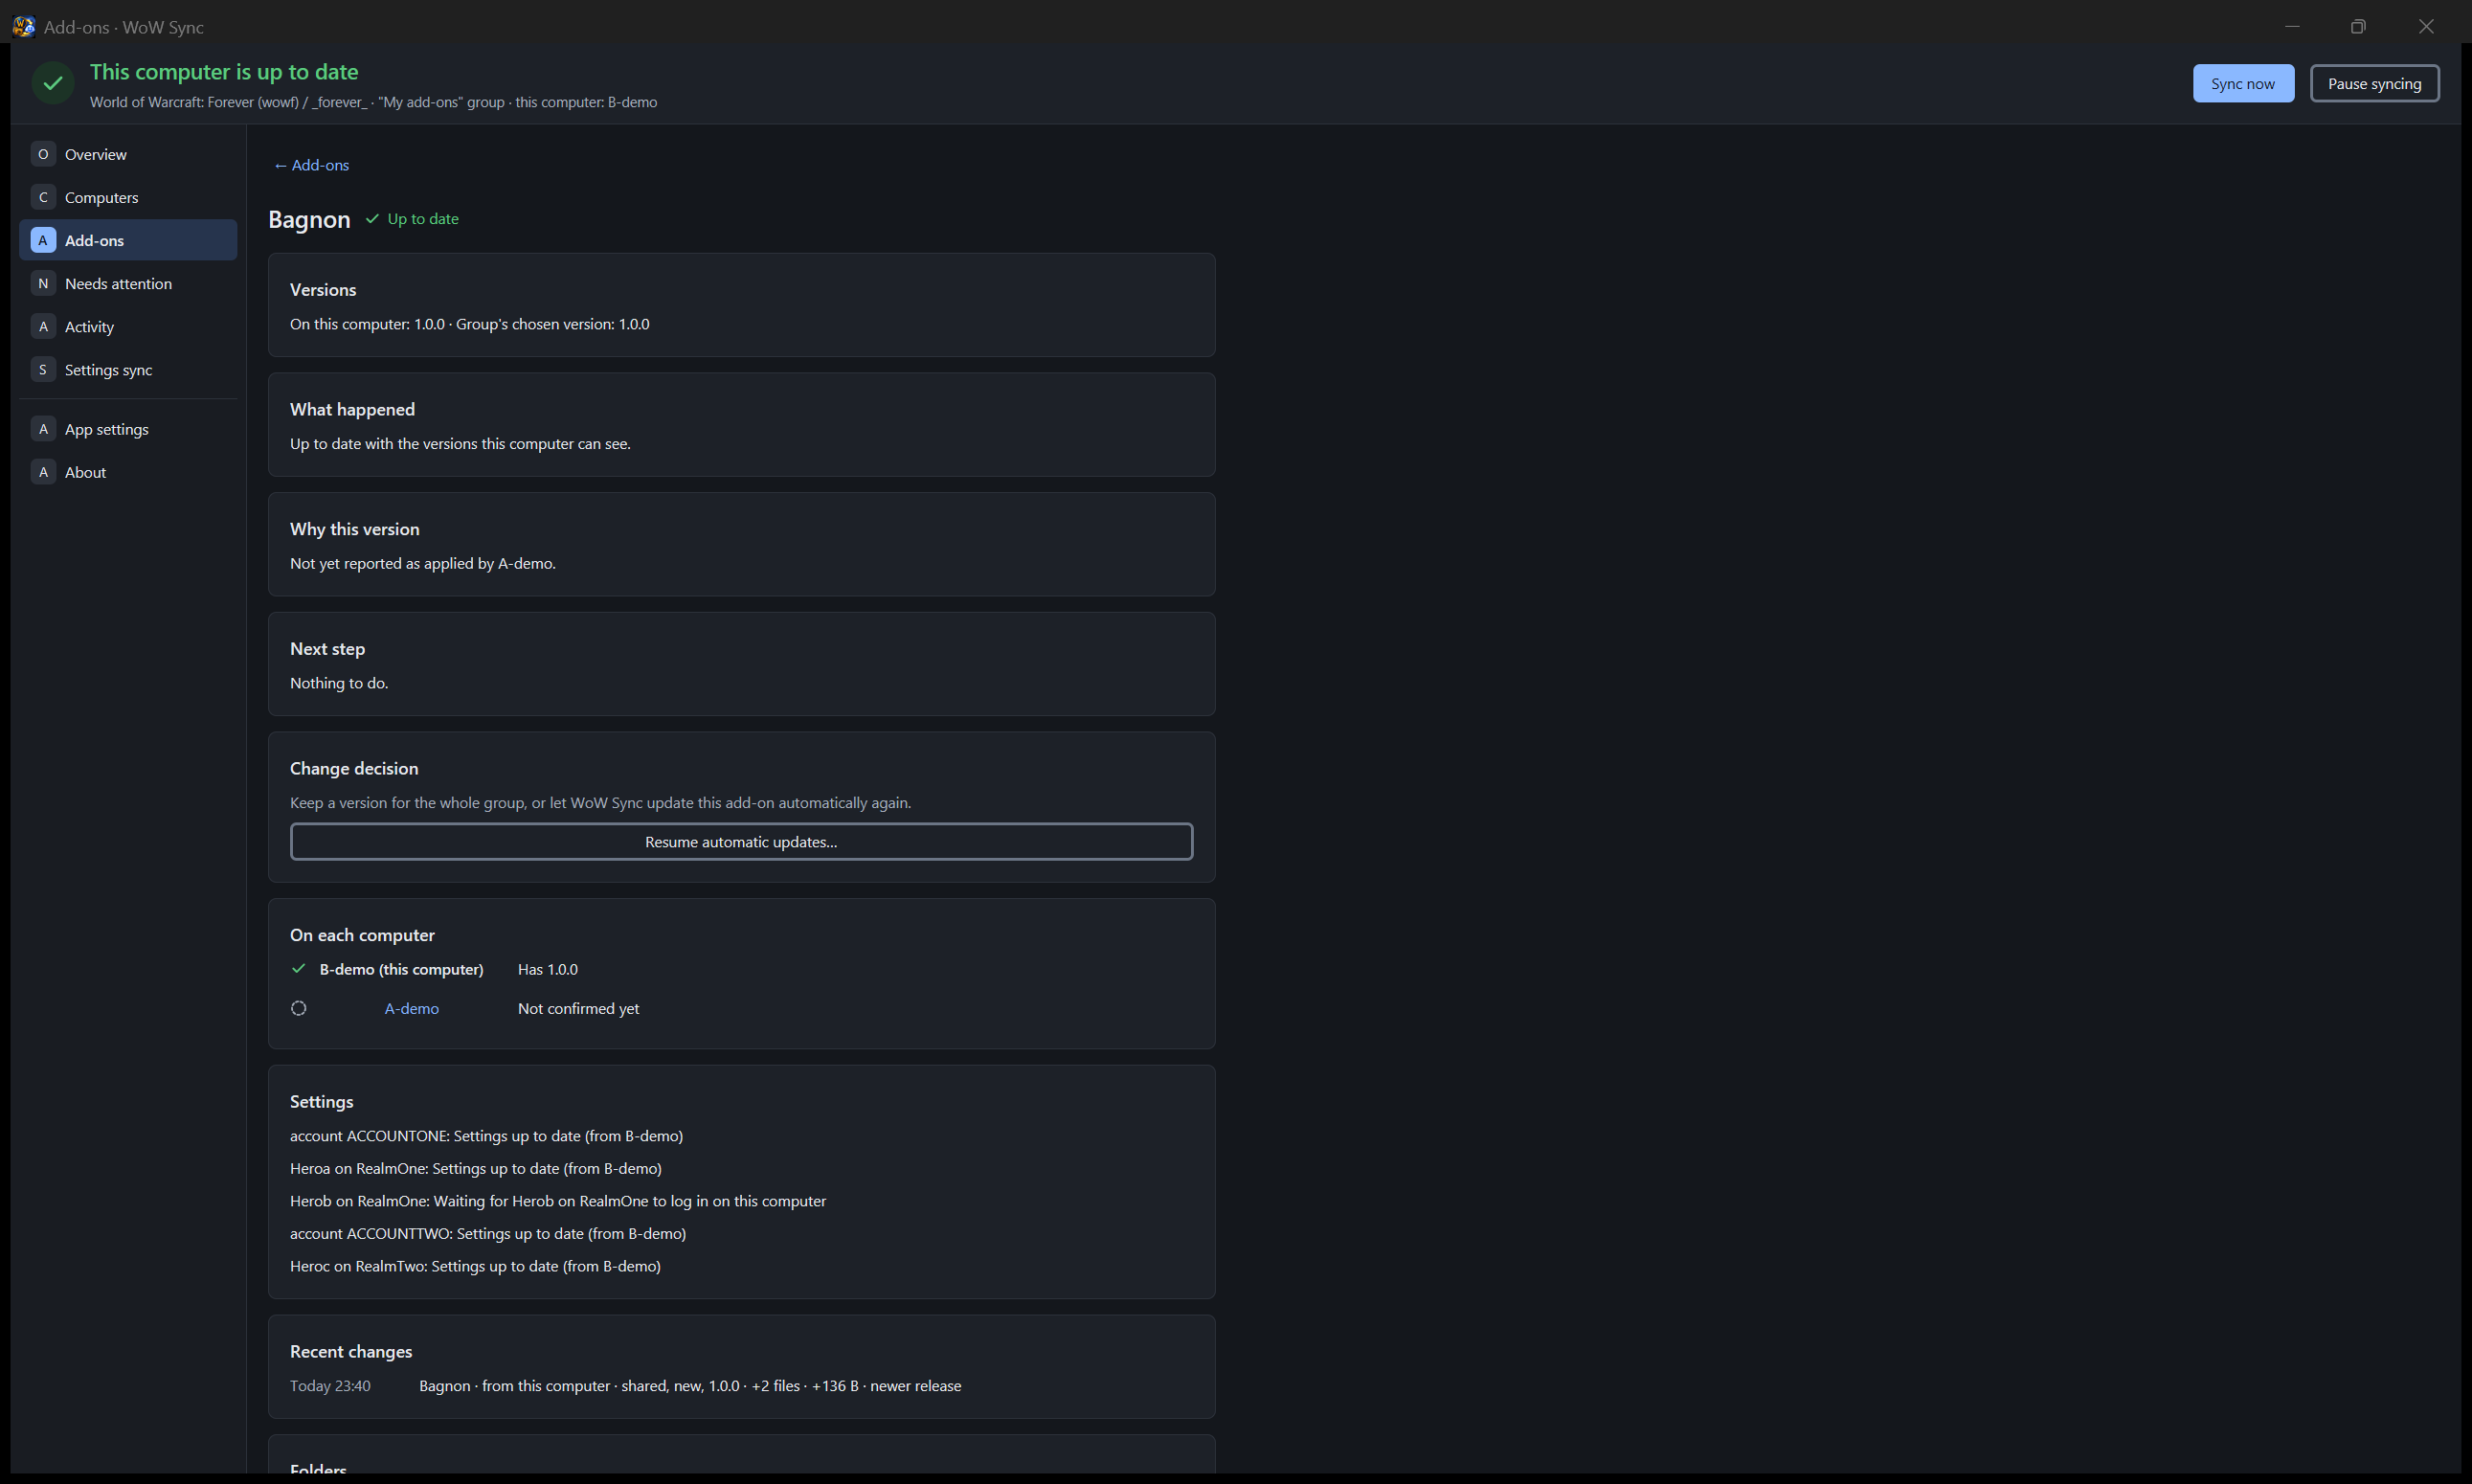 Add-ons · WoW Sync
This computer is up to date
World of Warcraft: Forever (wowf) / _forever_ · "My add-ons" group · this computer: B-demo
Sync now
Pause syncing
O Overview
C Computers
A Add-ons
N Needs attention
A Activity
S Settings sync
A App settings
A About
← Add-ons
Bagnon Up to date
Versions
On this computer: 1.0.0 · Group's chosen version: 1.0.0
What happened
Up to date with the versions this computer can see.
Why this version
Not yet reported as applied by A-demo.
Next step
Nothing to do.
Change decision
Keep a version for the whole group, or let WoW Sync update this add-on automatically again.
Resume automatic updates...
On each computer
B-demo (this computer) Has 1.0.0
A-demo Not confirmed yet
Settings
account ACCOUNTONE: Settings up to date (from B-demo)
Heroa on RealmOne: Settings up to date (from B-demo)
Herob on RealmOne: Waiting for Herob on RealmOne to log in on this computer
account ACCOUNTTWO: Settings up to date (from B-demo)
Heroc on RealmTwo: Settings up to date (from B-demo)
Recent changes
Today 23:40 Bagnon · from this computer · shared, new, 1.0.0 · +2 files · +136 B · newer release
Folders